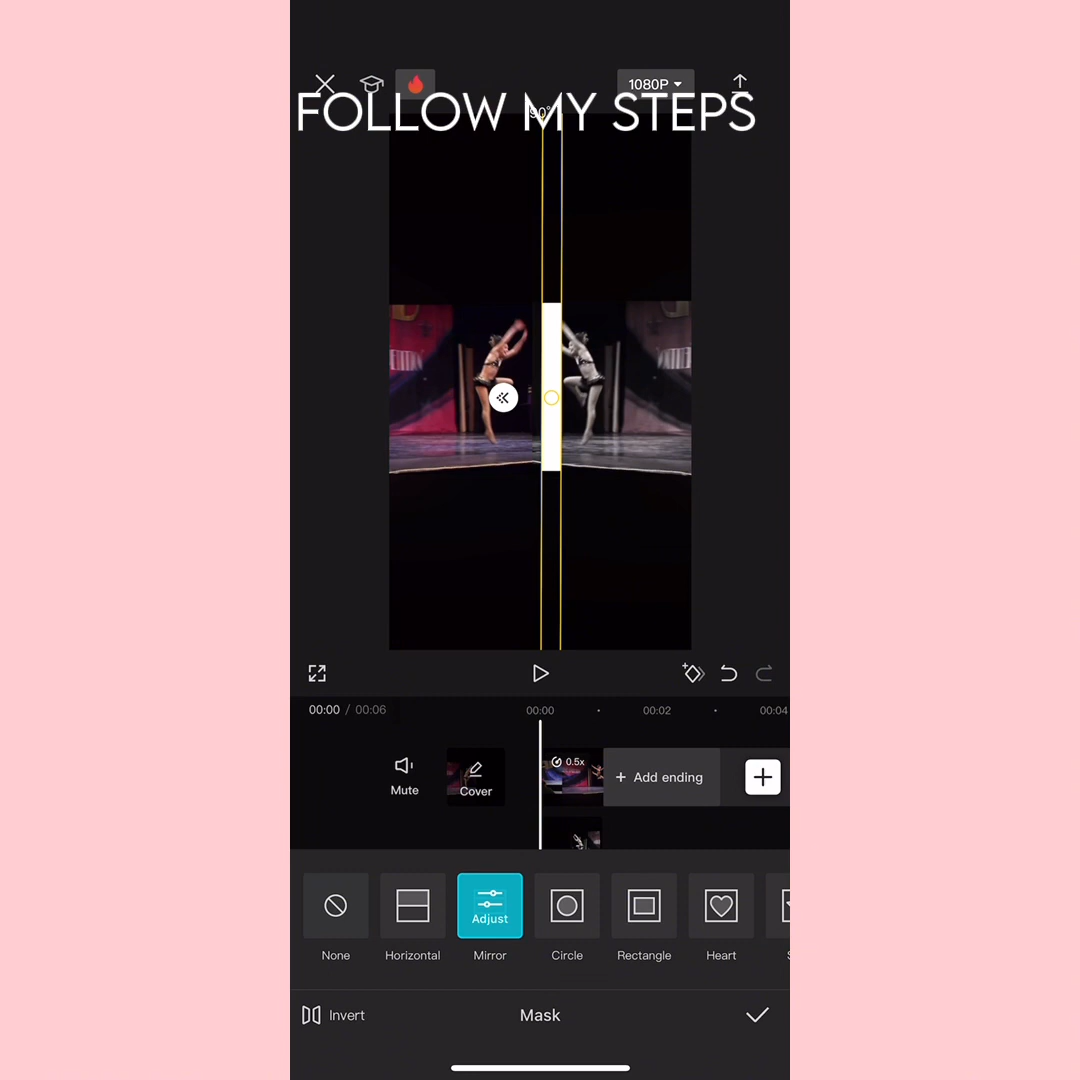 1080P
FOLLOW MY STEPS
90°
00:00 / 00:06
00:00
00:02
00:04
0.5x
Mute
Cover
+ Add ending
Adjust
None
Horizontal
Mirror
Circle
Rectangle
Heart
Invert
Mask